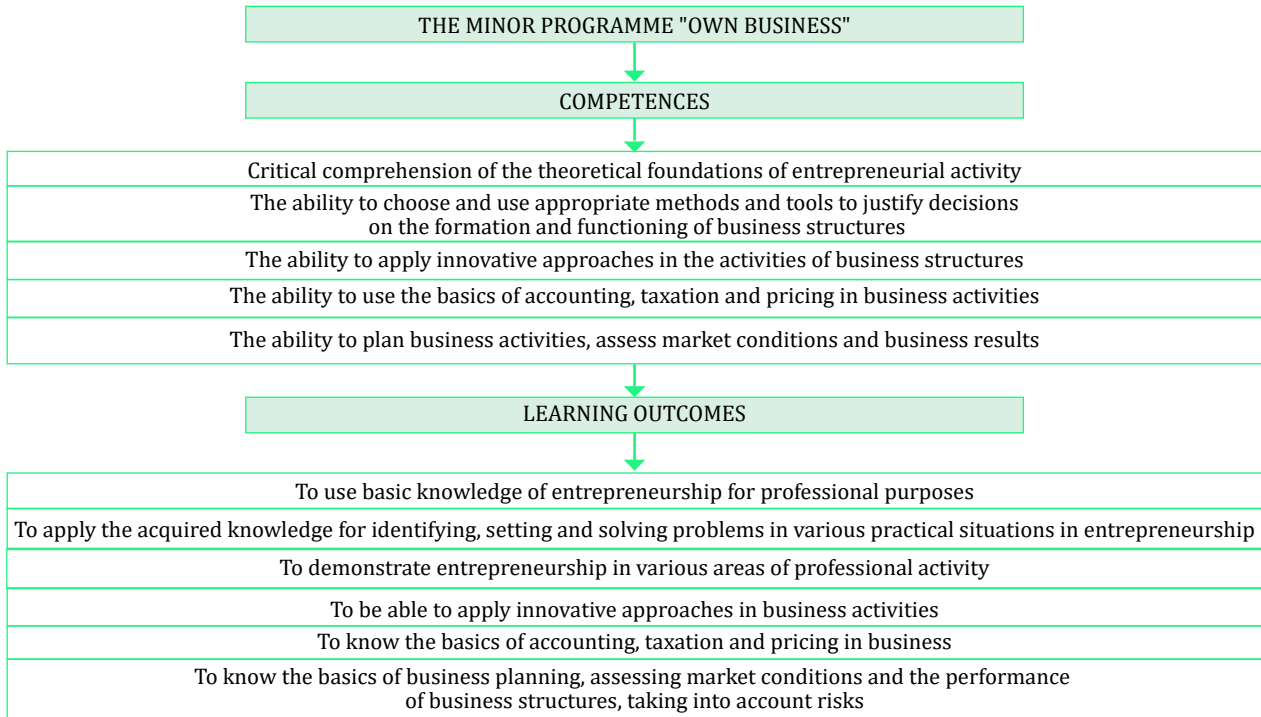 THE MINOR PROGRAMME "OWN BUSINESS"
COMPETENCES
Critical comprehension of the theoretical foundations of entrepreneurial activity
The ability to choose and use appropriate methods and tools to justify decisions
on the formation and functioning of business structures
The ability to apply innovative approaches in the activities of business structures
The ability to use the basics of accounting, taxation and pricing in business activities
The ability to plan business activities, assess market conditions and business results
LEARNING OUTCOMES
To use basic knowledge of entrepreneurship for professional purposes
To apply the acquired knowledge for identifying, setting and solving problems in various practical situations in entrepreneurship
To demonstrate entrepreneurship in various areas of professional activity
To be able to apply innovative approaches in business activities
To know the basics of accounting, taxation and pricing in business
To know the basics of business planning, assessing market conditions and the performance
of business structures, taking into account risks